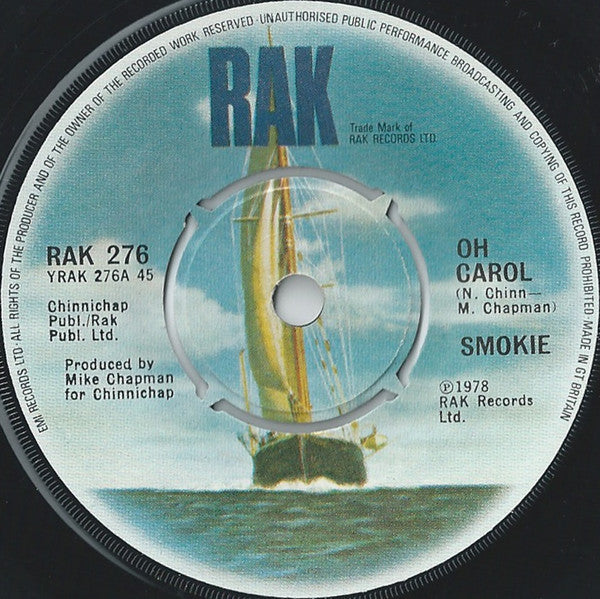 EMI RECORDS LTD·ALL RIGHTS OF THE PRODUCER AND OF THE OWNER OF THE RECORDED WORK RESERVED·UNAUTHORISED PUBLIC PERFORMANCE BROADCASTING AND COPYING OF THIS RECORD PROHIBITED·MADE IN GT BRITAIN
RAK
Trade Mark of
RAK RECORDS LTD.
RAK 276
YRAK 276A 45
Chinnichap
Publ./Rak
Publ. Ltd.
Produced by
Mike Chapman
for Chinnichap
OH
CAROL
(N. Chinn—
M. Chapman)
SMOKIE
℗1978
RAK Records
Ltd.